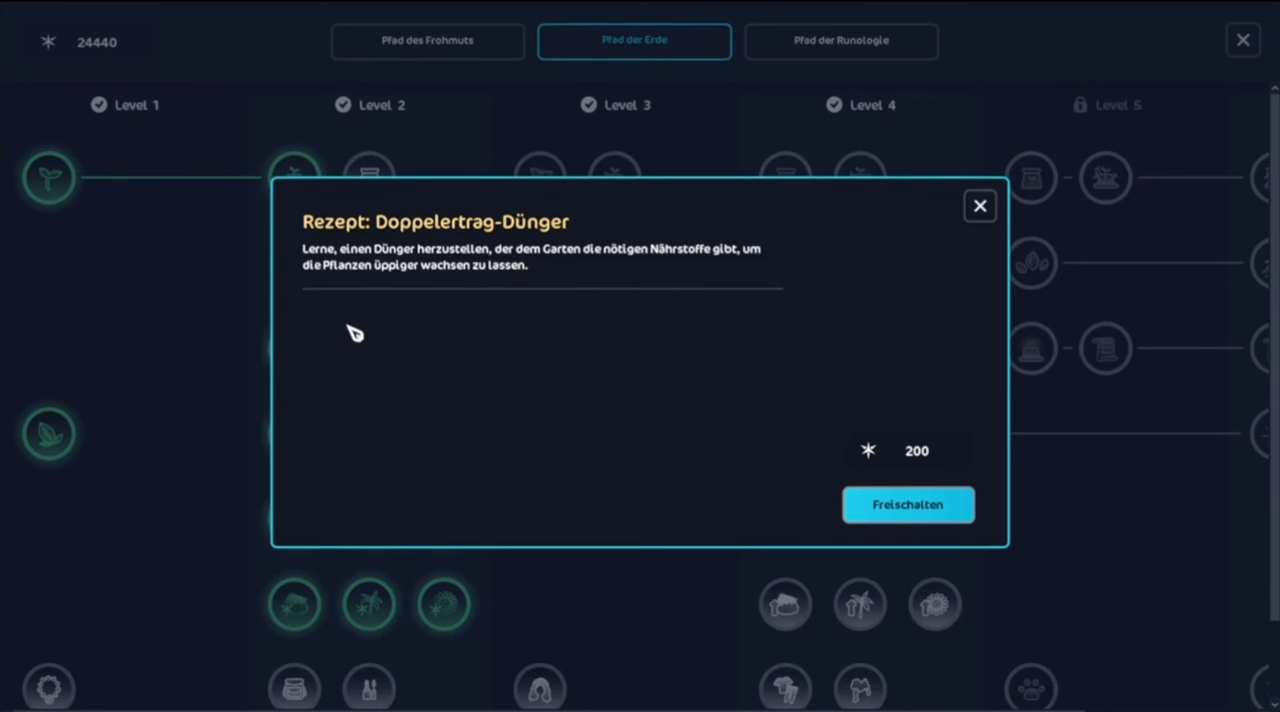 24440
Pfad des Frohmuts
Pfad der Erde
Pfad der Runologie
Level 1
Level 2
Level 3
Level 4
Level 5
Rezept: Doppelertrag-Dünger
Lerne, einen Dünger herzustellen, der dem Garten die nötigen Nährstoffe gibt, um
die Pflanzen üppiger wachsen zu lassen.
200
Freischalten